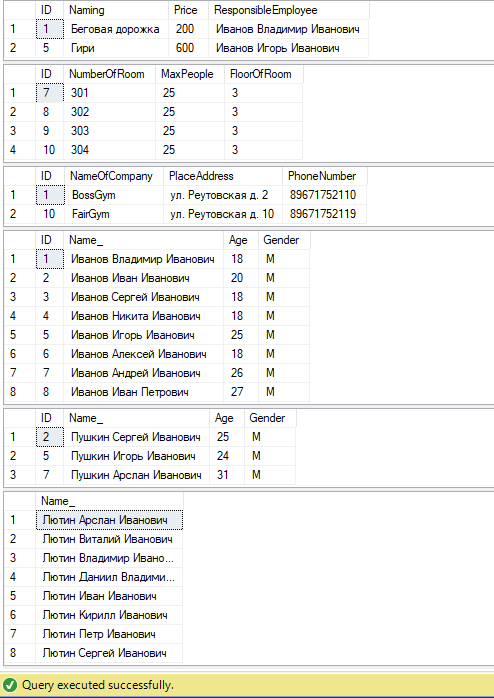 ID Naming Price ResponsibleEmployee
1 1 Беговая дорожка 200 Иванов Владимир Иванович
2 5 Гири 600 Иванов Игорь Иванович
ID NumberOfRoom MaxPeople FloorOfRoom
1 7 301 25 3
2 8 302 25 3
3 9 303 25 3
4 10 304 25 3
ID NameOfCompany PlaceAddress PhoneNumber
1 1 BossGym ул. Реутовская д. 2 89671752110
2 10 FairGym ул. Реутовская д. 10 89671752119
ID Name_ Age Gender
1 1 Иванов Владимир Иванович 18 М
2 2 Иванов Иван Иванович 20 М
3 3 Иванов Сергей Иванович 18 М
4 4 Иванов Никита Иванович 18 М
5 5 Иванов Игорь Иванович 25 М
6 6 Иванов Алексей Иванович 18 М
7 7 Иванов Андрей Иванович 26 М
8 8 Иванов Иван Петрович 27 М
ID Name_ Age Gender
1 2 Пушкин Сергей Иванович 25 М
2 5 Пушкин Игорь Иванович 24 М
3 7 Пушкин Арслан Иванович 31 М
Name_
1 Лютин Арслан Иванович
2 Лютин Виталий Иванович
3 Лютин Владимир Ивано...
4 Лютин Даниил Владими...
5 Лютин Иван Иванович
6 Лютин Кирилл Иванович
7 Лютин Петр Иванович
8 Лютин Сергей Иванович
Query executed successfully.